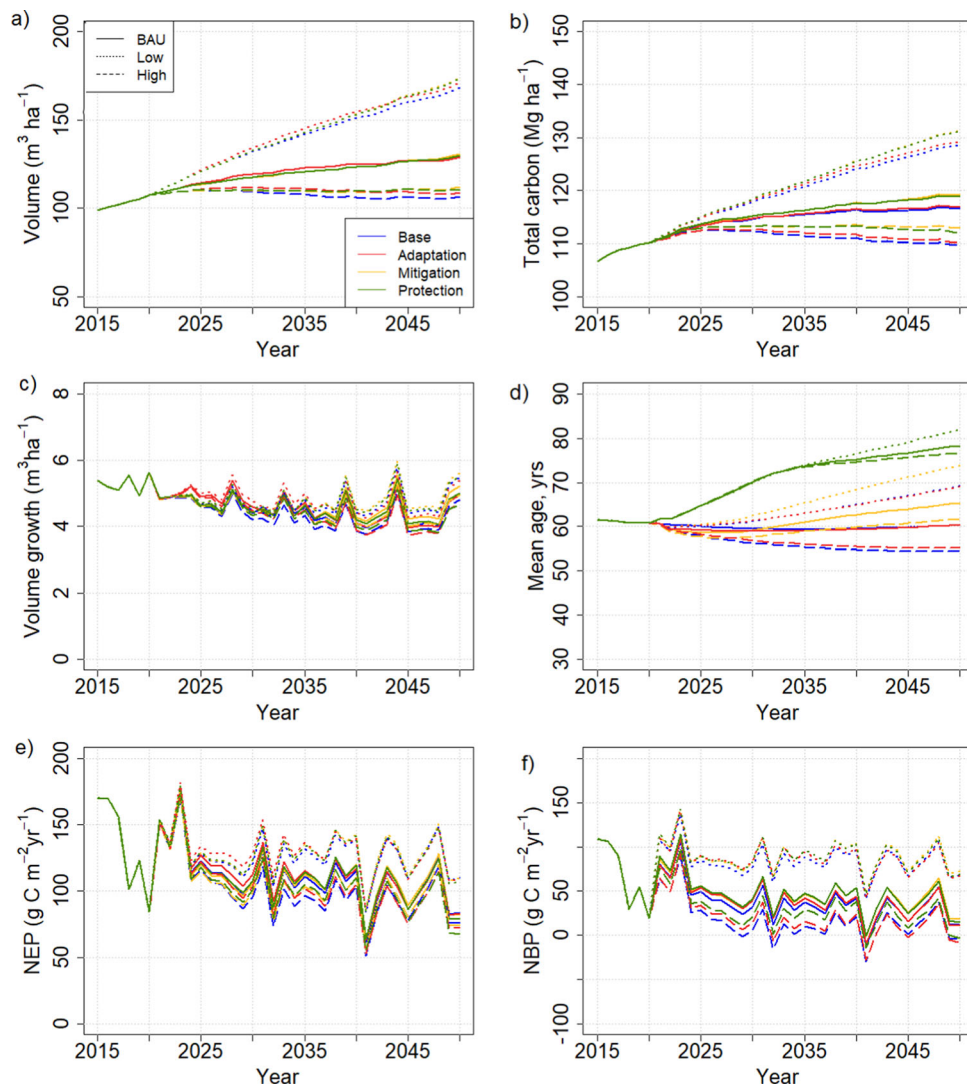 a)
200
150
100
50
Volume (m³ ha⁻¹)
BAU
Low
High
Base
Adaptation
Mitigation
Protection
2015 2025 2035 2045
Year
b)
150
140
130
120
110
100
Total carbon (Mg ha⁻¹)
2015 2025 2035 2045
Year
c)
8
6
4
2
0
Volume growth (m³ha⁻¹)
2015 2025 2035 2045
Year
d)
90
80
70
60
50
40
30
Mean age, yrs
2015 2025 2035 2045
Year
e)
200
150
100
50
0
NEP (g C m⁻²yr⁻¹)
2015 2025 2035 2045
Year
f)
150
50
0
-100
NBP (g C m⁻²yr⁻¹)
2015 2025 2035 2045
Year